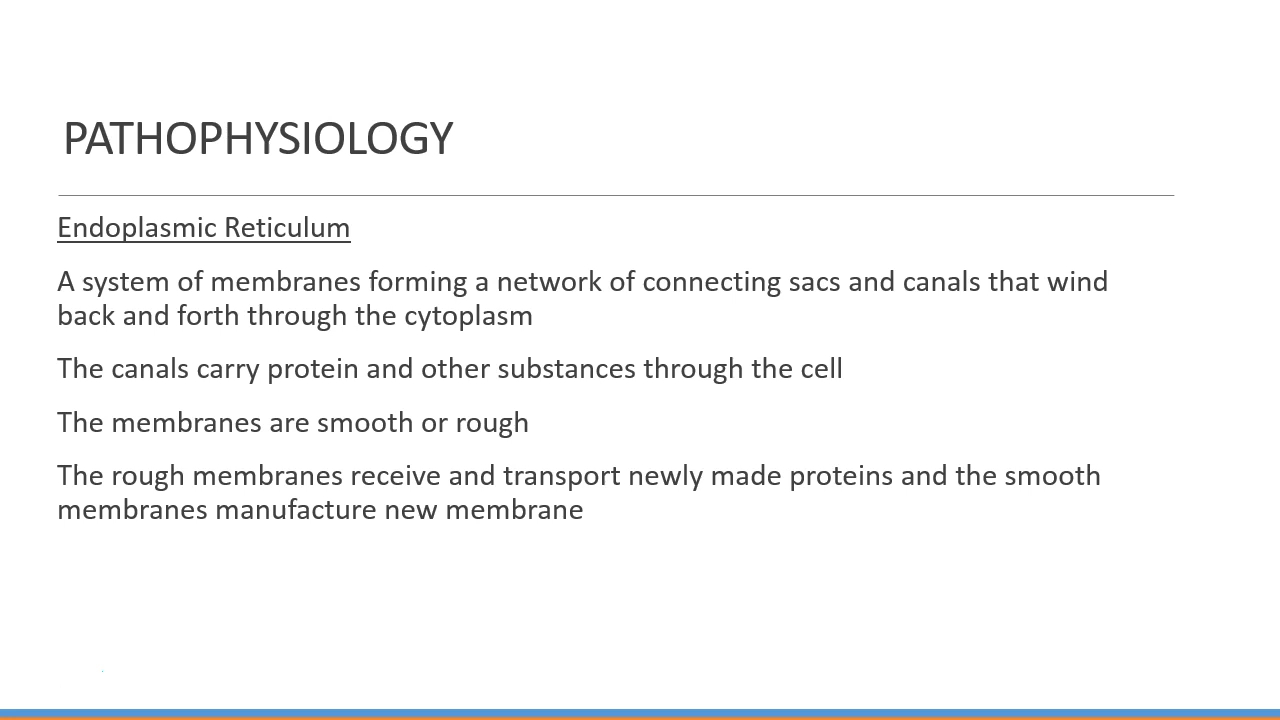 PATHOPHYSIOLOGY
Endoplasmic Reticulum
A system of membranes forming a network of connecting sacs and canals that wind
back and forth through the cytoplasm
The canals carry protein and other substances through the cell
The membranes are smooth or rough
The rough membranes receive and transport newly made proteins and the smooth
membranes manufacture new membrane